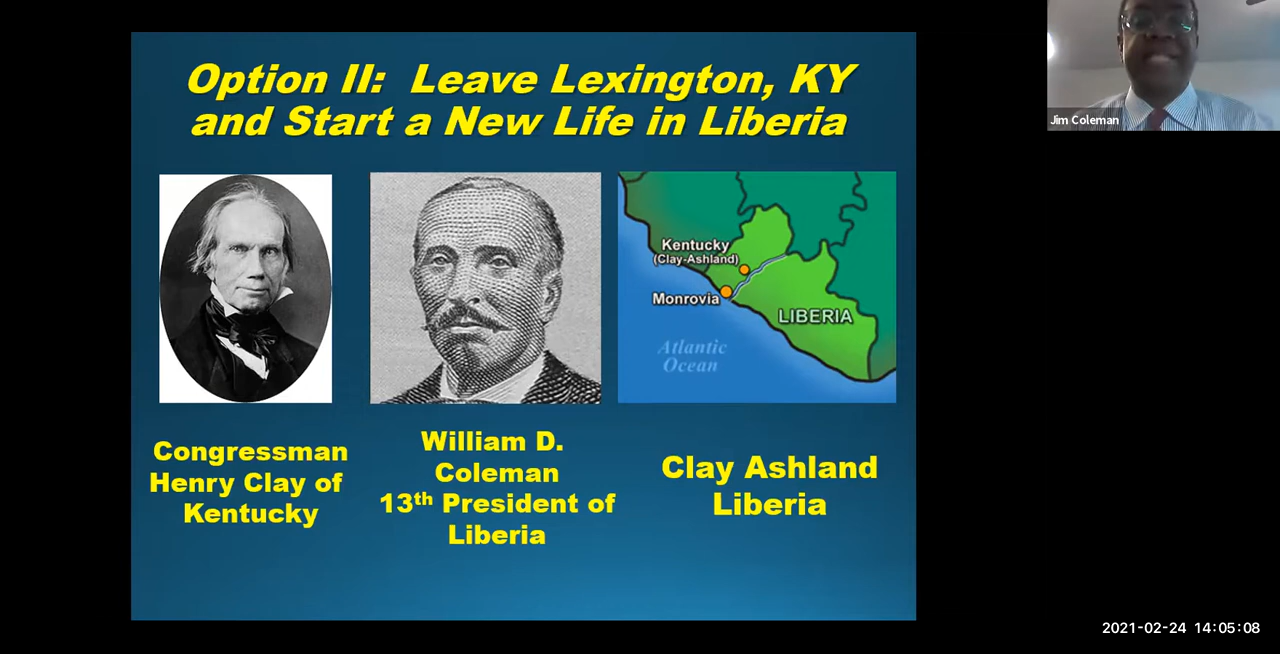 Option II: Leave Lexington, KY
and Start a New Life in Liberia
Jim Coleman
Kentucky
(Clay-Ashland)
Monrovia
LIBERIA
Atlantic
Ocean
Congressman
Henry Clay of
Kentucky
William D.
Coleman
13th President of
Liberia
Clay Ashland
Liberia
2021-02-24 14:05:08